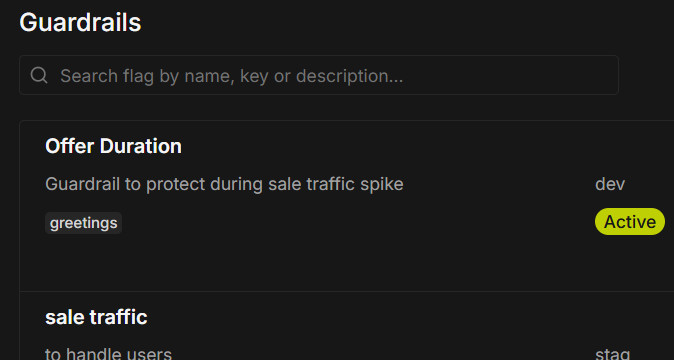 Guardrails
Search flag by name, key or description...
Offer Duration
Guardrail to protect during sale traffic spike
dev
greetings
Active
sale traffic
to handle users
stag